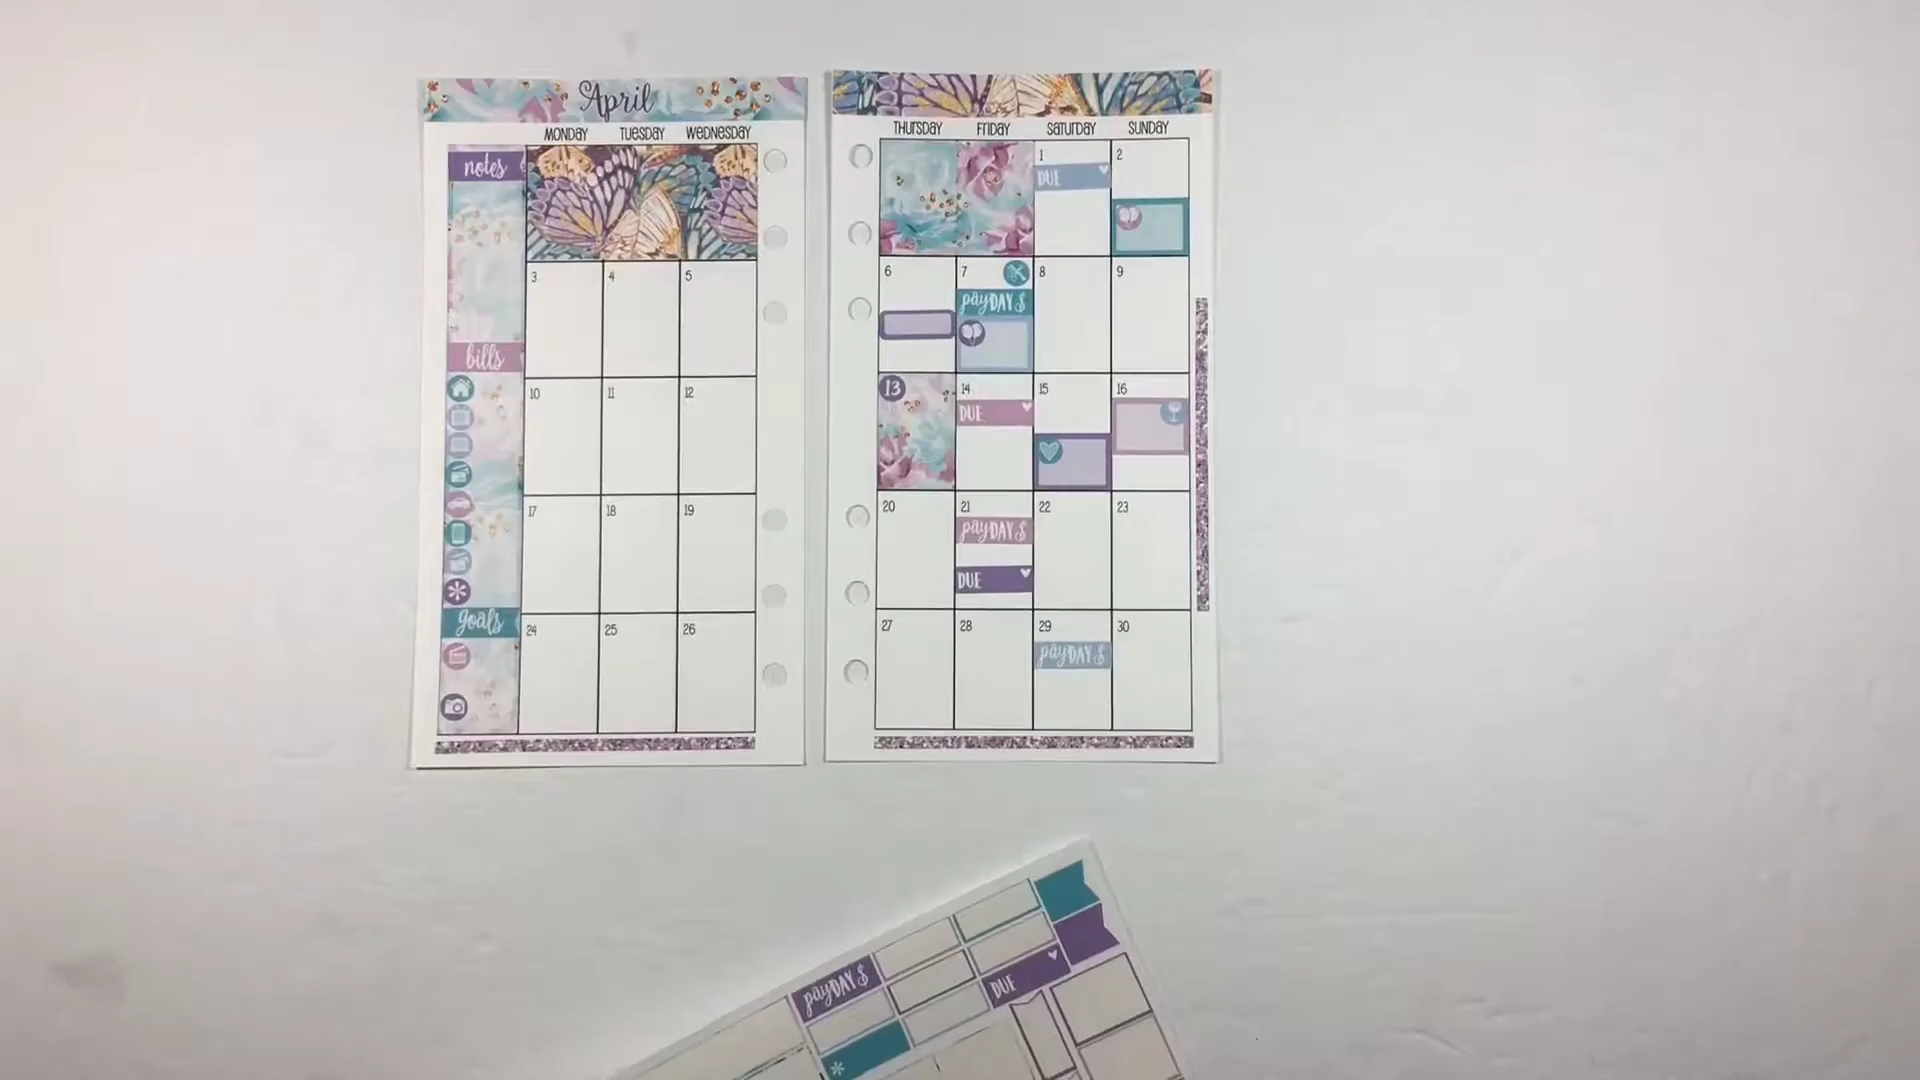 April
MONDAY TUESDAY WEDNESDAY
notes
3 4 5
bills
10 11 12
17 18 19
goals
24 25 26
THURSDAY FRIDAY SATURDAY SUNDAY
1 2
DUE
6 7 8 9
payDAY $
13 14 15 16
DUE
20 21 22 23
payDAY $
DUE
27 28 29 30
payDAY $
payDAY $
DUE